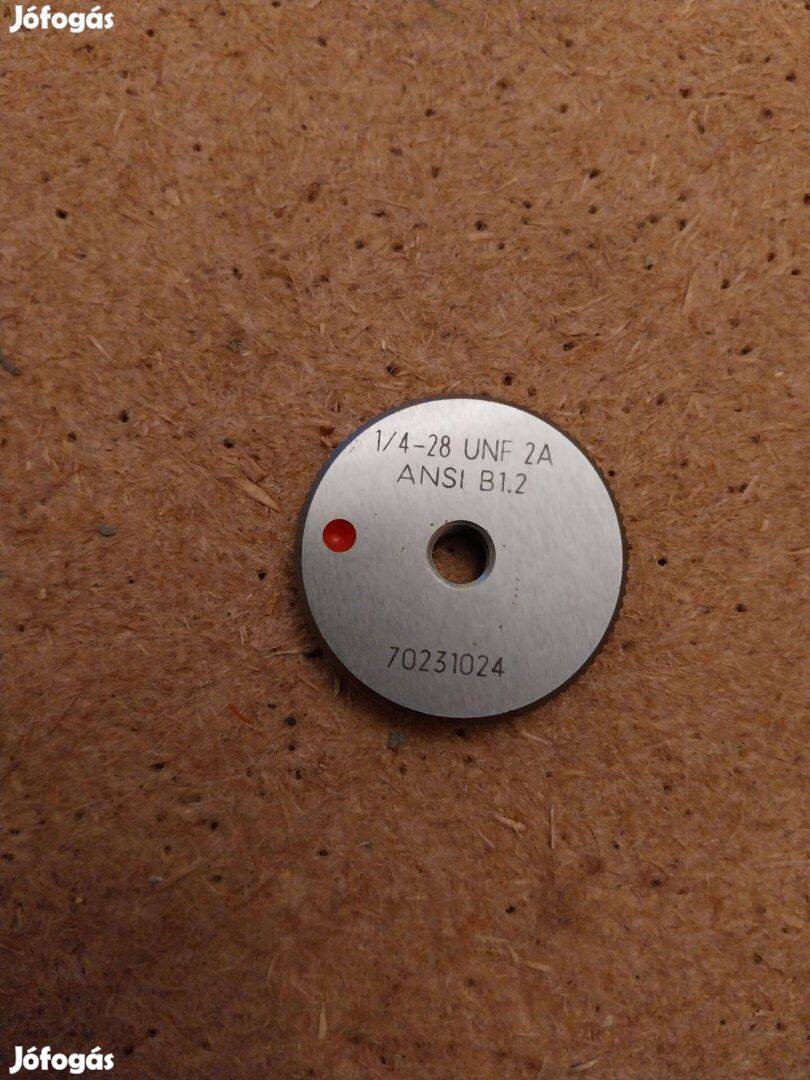 Jófogás
1/4-28 UNF 2A
ANSI B1.2
70231024
Jófogás